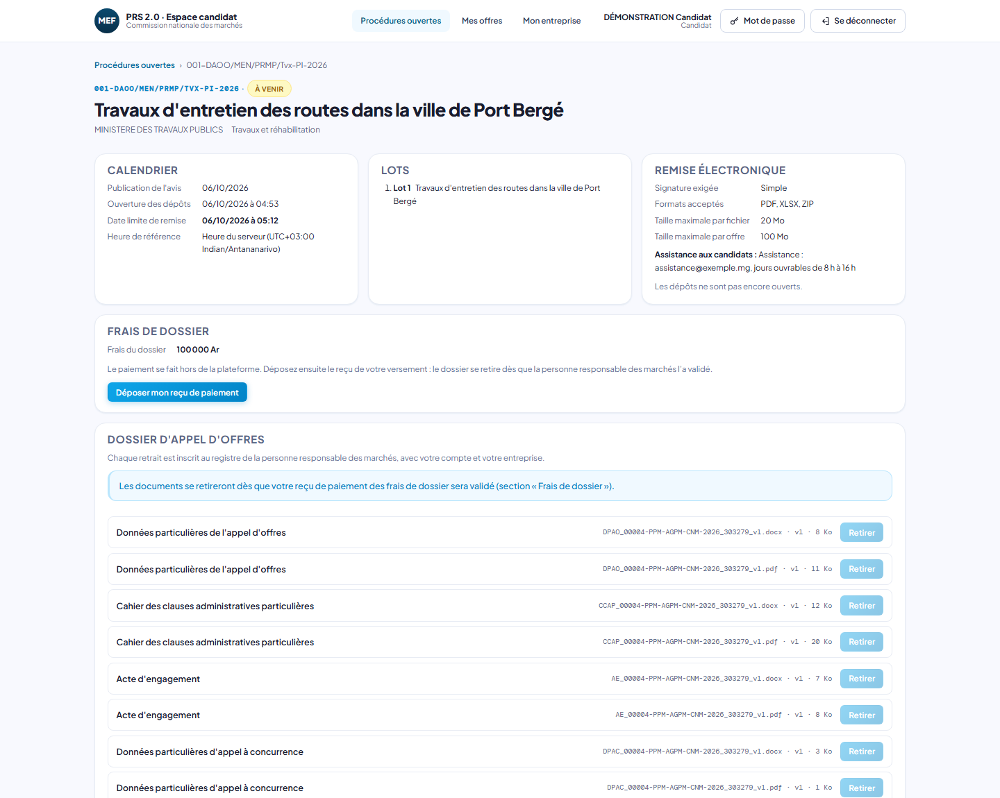 MEF
PRS 2.0 · Espace candidat
Commission nationale des marchés
Procédures ouvertes
Mes offres
Mon entreprise
DÉMONSTRATION Candidat
Candidat
Mot de passe
Se déconnecter
Procédures ouvertes › 001-DAOO/MEN/PRMP/Tvx-PI-2026
001-DAOO/MEN/PRMP/TVX-PI-2026 · À VENIR
Travaux d'entretien des routes dans la ville de Port Bergé
MINISTERE DES TRAVAUX PUBLICS Travaux et réhabilitation
CALENDRIER
Publication de l'avis 06/10/2026
Ouverture des dépôts 06/10/2026 à 04:53
Date limite de remise 06/10/2026 à 05:12
Heure de référence Heure du serveur (UTC+03:00
Indian/Antananarivo)
LOTS
1. Lot 1 Travaux d'entretien des routes dans la ville de Port
Bergé
REMISE ÉLECTRONIQUE
Signature exigée Simple
Formats acceptés PDF, XLSX, ZIP
Taille maximale par fichier 20 Mo
Taille maximale par offre 100 Mo
Assistance aux candidats : Assistance :
assistance@exemple.mg, jours ouvrables de 8 h à 16 h
Les dépôts ne sont pas encore ouverts.
FRAIS DE DOSSIER
Frais du dossier 100 000 Ar
Le paiement se fait hors de la plateforme. Déposez ensuite le reçu de votre versement : le dossier se retire dès que la personne responsable des marchés l'a validé.
Déposer mon reçu de paiement
DOSSIER D'APPEL D'OFFRES
Chaque retrait est inscrit au registre de la personne responsable des marchés, avec votre compte et votre entreprise.
Les documents se retireront dès que votre reçu de paiement des frais de dossier sera validé (section « Frais de dossier »).
Données particulières de l'appel d'offres DPAO_00004-PPM-AGPM-CNM-2026_303279_v1.docx · v1 · 8 Ko Retirer
Données particulières de l'appel d'offres DPAO_00004-PPM-AGPM-CNM-2026_303279_v1.pdf · v1 · 11 Ko Retirer
Cahier des clauses administratives particulières CCAP_00004-PPM-AGPM-CNM-2026_303279_v1.docx · v1 · 12 Ko Retirer
Cahier des clauses administratives particulières CCAP_00004-PPM-AGPM-CNM-2026_303279_v1.pdf · v1 · 20 Ko Retirer
Acte d'engagement AE_00004-PPM-AGPM-CNM-2026_303279_v1.docx · v1 · 7 Ko Retirer
Acte d'engagement AE_00004-PPM-AGPM-CNM-2026_303279_v1.pdf · v1 · 8 Ko Retirer
Données particulières d'appel à concurrence DPAC_00004-PPM-AGPM-CNM-2026_303279_v1.docx · v1 · 3 Ko Retirer
Données particulières d'appel à concurrence DPAC_00004-PPM-AGPM-CNM-2026_303279_v1.pdf · v1 · 1 Ko Retirer